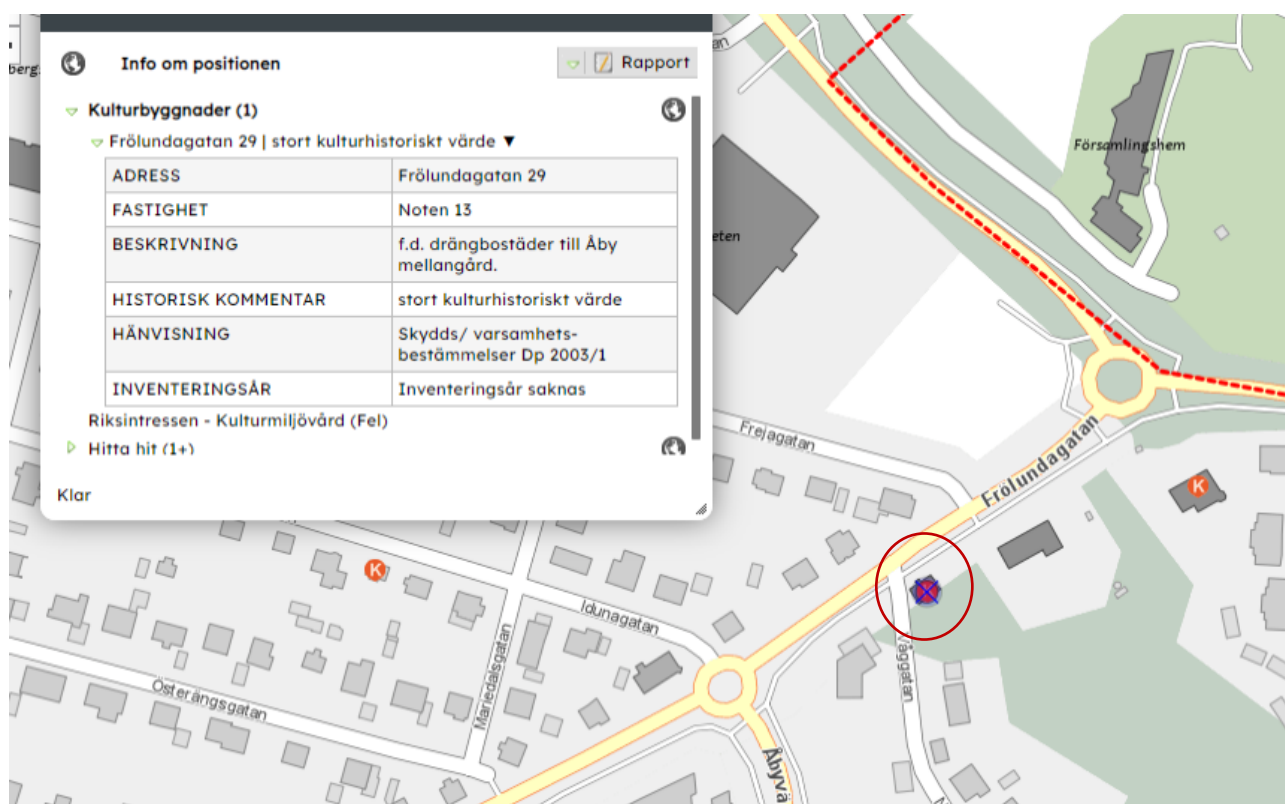 Info om positionen
Rapport
Kulturbyggnader (1)
Frölundagatan 29 | stort kulturhistoriskt värde ▼
ADRESS Frölundagatan 29
FASTIGHET Noten 13
BESKRIVNING f.d. drängbostäder till Åby
mellangård.
HISTORISK KOMMENTAR stort kulturhistoriskt värde
HÄNVISNING Skydds/ varsamhets-
bestämmelser Dp 2003/1
INVENTERINGSÅR Inventeringsår saknas
Riksintressen - Kulturmiljövård (Fel)
Hitta hit (1+)
Klar
Församlingshem
Frejagatan
Frölundagatan
K
K
Idunagatan
Mariedalsgatan
Österängsgatan